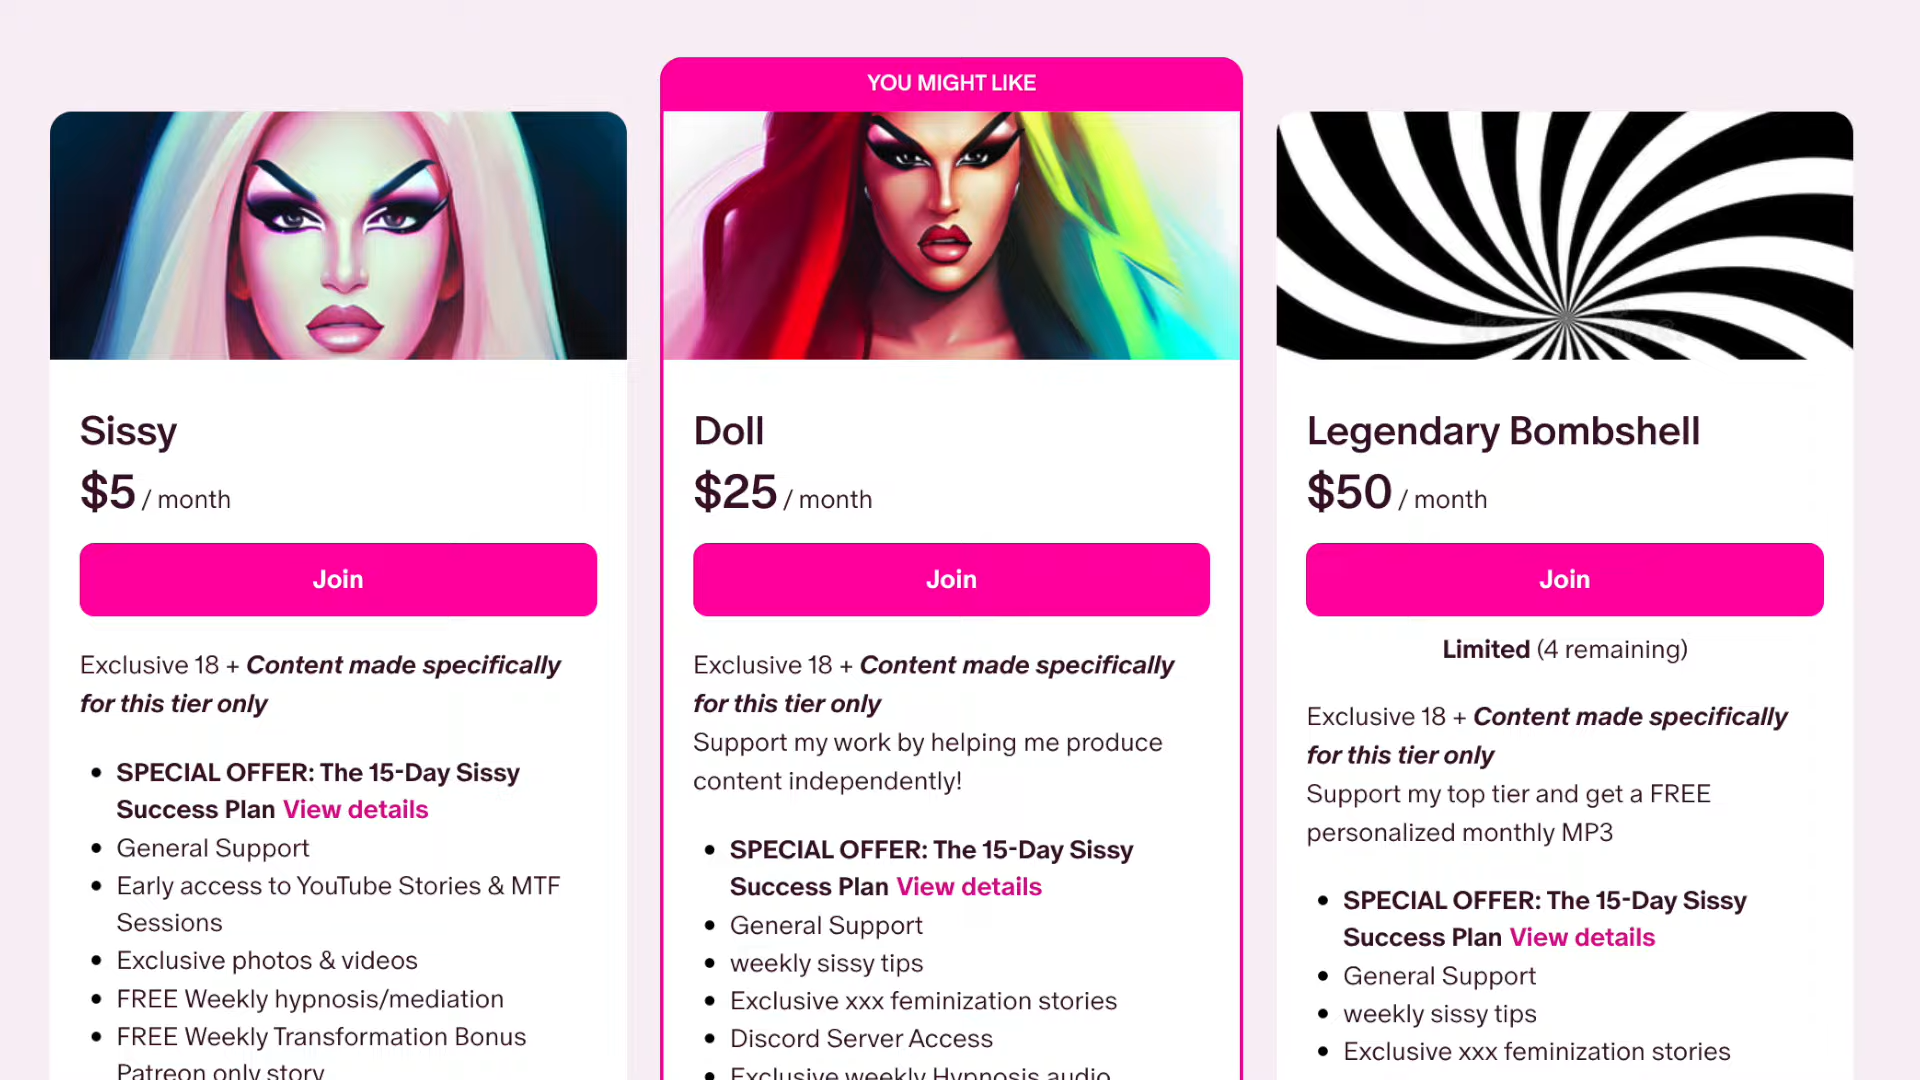 YOU MIGHT LIKE
Sissy
$5 / month
Join
Exclusive 18 + Content made specifically
for this tier only
• SPECIAL OFFER: The 15-Day Sissy
Success Plan View details
• General Support
• Early access to YouTube Stories & MTF
Sessions
• Exclusive photos & videos
• FREE Weekly hypnosis/mediation
• FREE Weekly Transformation Bonus
Patreon only story
Doll
$25 / month
Join
Exclusive 18 + Content made specifically
for this tier only
Support my work by helping me produce
content independently!
• SPECIAL OFFER: The 15-Day Sissy
Success Plan View details
• General Support
• weekly sissy tips
• Exclusive xxx feminization stories
• Discord Server Access
• Exclusive weekly Hypnosis audio
Legendary Bombshell
$50 / month
Join
Limited (4 remaining)
Exclusive 18 + Content made specifically
for this tier only
Support my top tier and get a FREE
personalized monthly MP3
• SPECIAL OFFER: The 15-Day Sissy
Success Plan View details
• General Support
• weekly sissy tips
• Exclusive xxx feminization stories